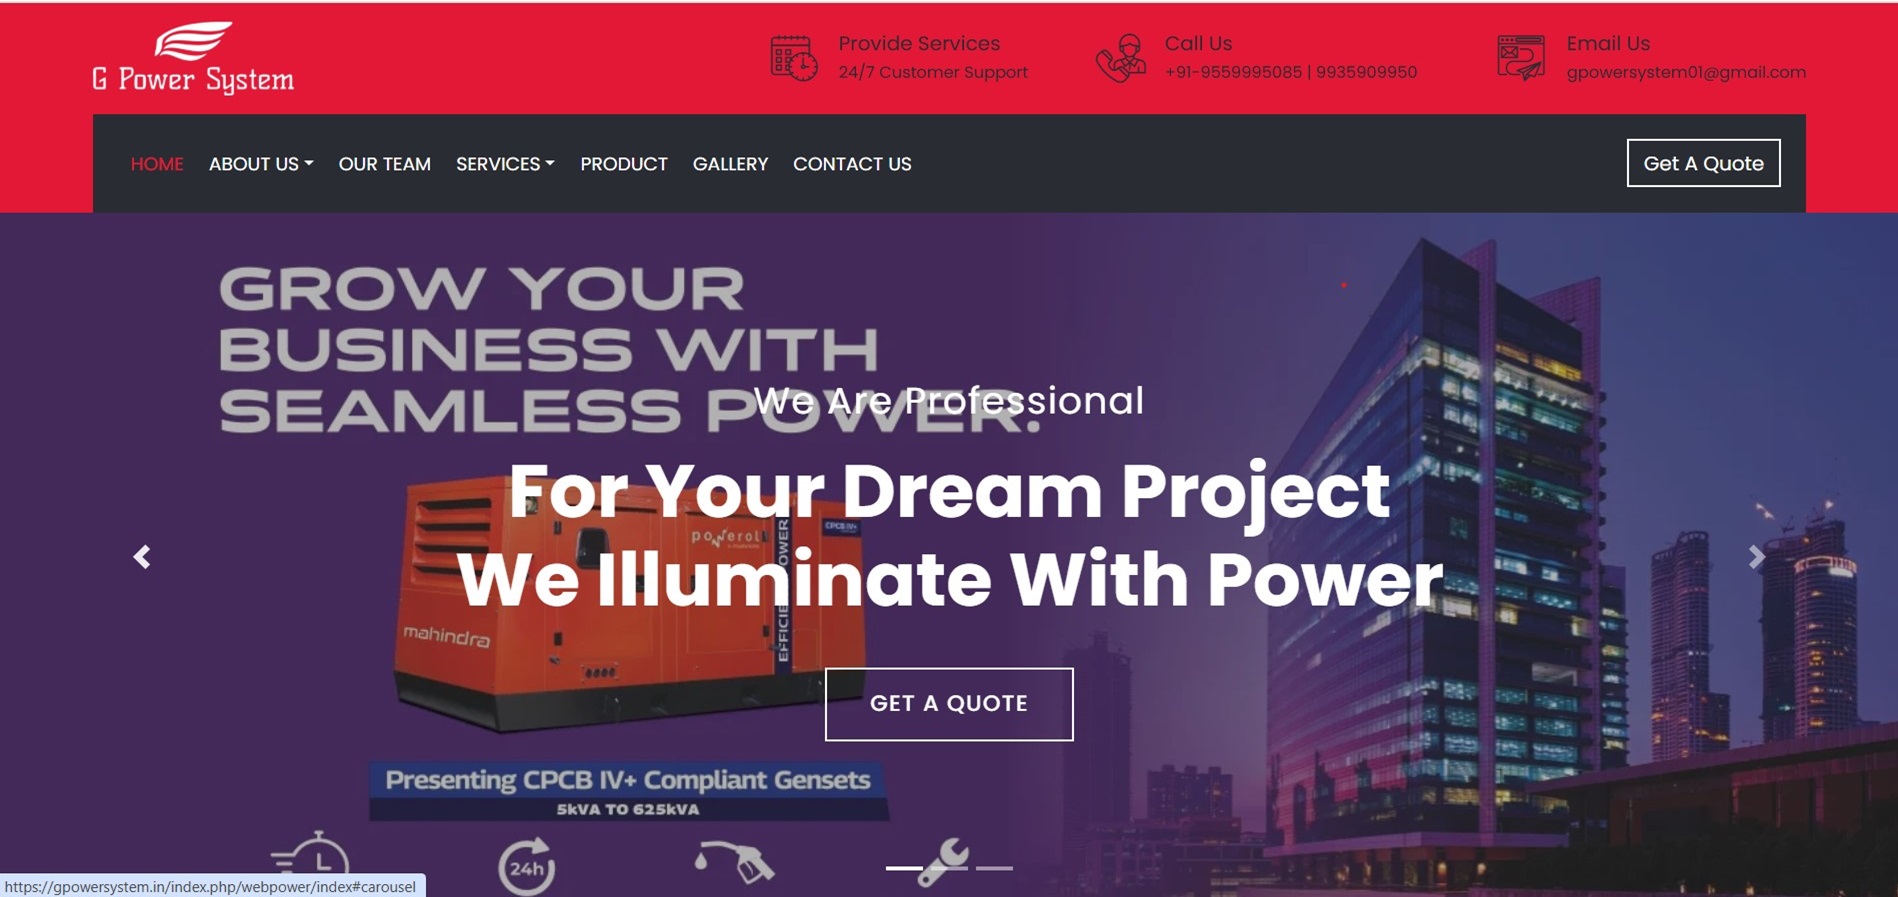 G Power System
Provide Services
24/7 Customer Support
Call Us
+91-9559995085 | 9935909950
Email Us
gpowersystem01@gmail.com
HOME
ABOUT US
OUR TEAM
SERVICES
PRODUCT
GALLERY
CONTACT US
Get A Quote
GROW YOUR
BUSINESS WITH
SEAMLESS POWER.
We Are Professional
For Your Dream Project
We Illuminate With Power
powerol
CPCB IV+
mahindra
GET A QUOTE
Presenting CPCB IV+ Compliant Gensets
5kVA TO 625kVA
24h
https://gpowersystem.in/index.php/webpower/index#carousel